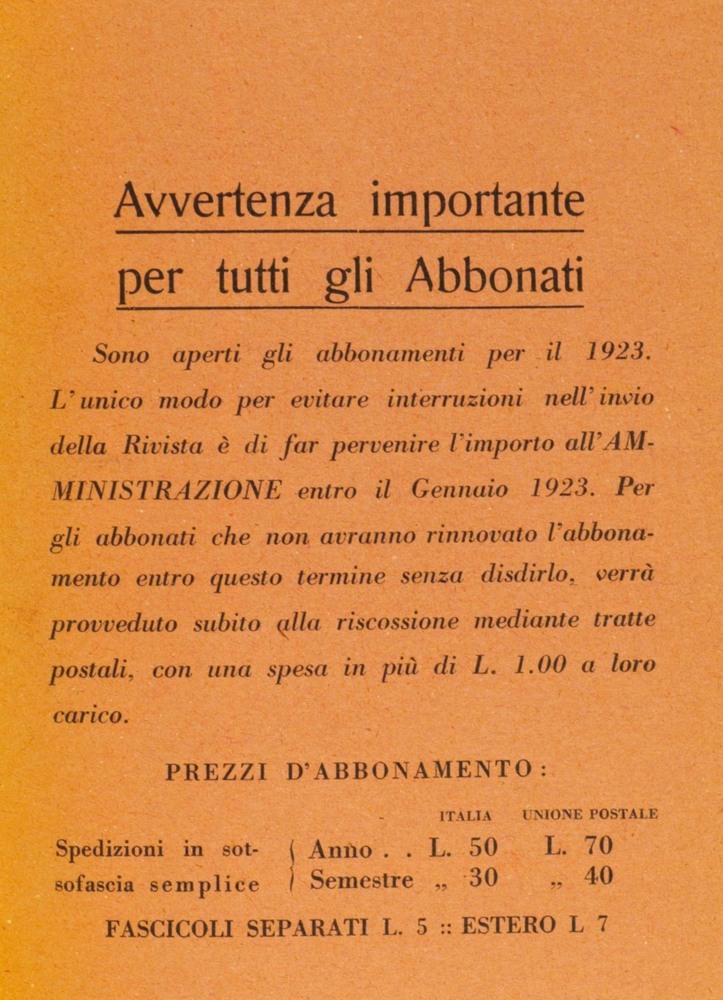 Avvertenza importante
per tutti gli Abbonati
Sono aperti gli abbonamenti per il 1923.
L'unico modo per evitare interruzioni nell'invio
della Rivista è di far pervenire l'importo all'AM-
MINISTRAZIONE entro il Gennaio 1923. Per
gli abbonati che non avranno rinnovato l'abbona-
mento entro questo termine senza disdirlo, verrà
provveduto subito alla riscossione mediante tratte
postali, con una spesa in più di L. 1.00 a loro
carico.
PREZZI D'ABBONAMENTO:
ITALIA UNIONE POSTALE
Spedizioni in sot- { Anno . . L. 50 L. 70
sofascia semplice { Semestre „ 30 „ 40
FASCICOLI SEPARATI L. 5 :: ESTERO L 7